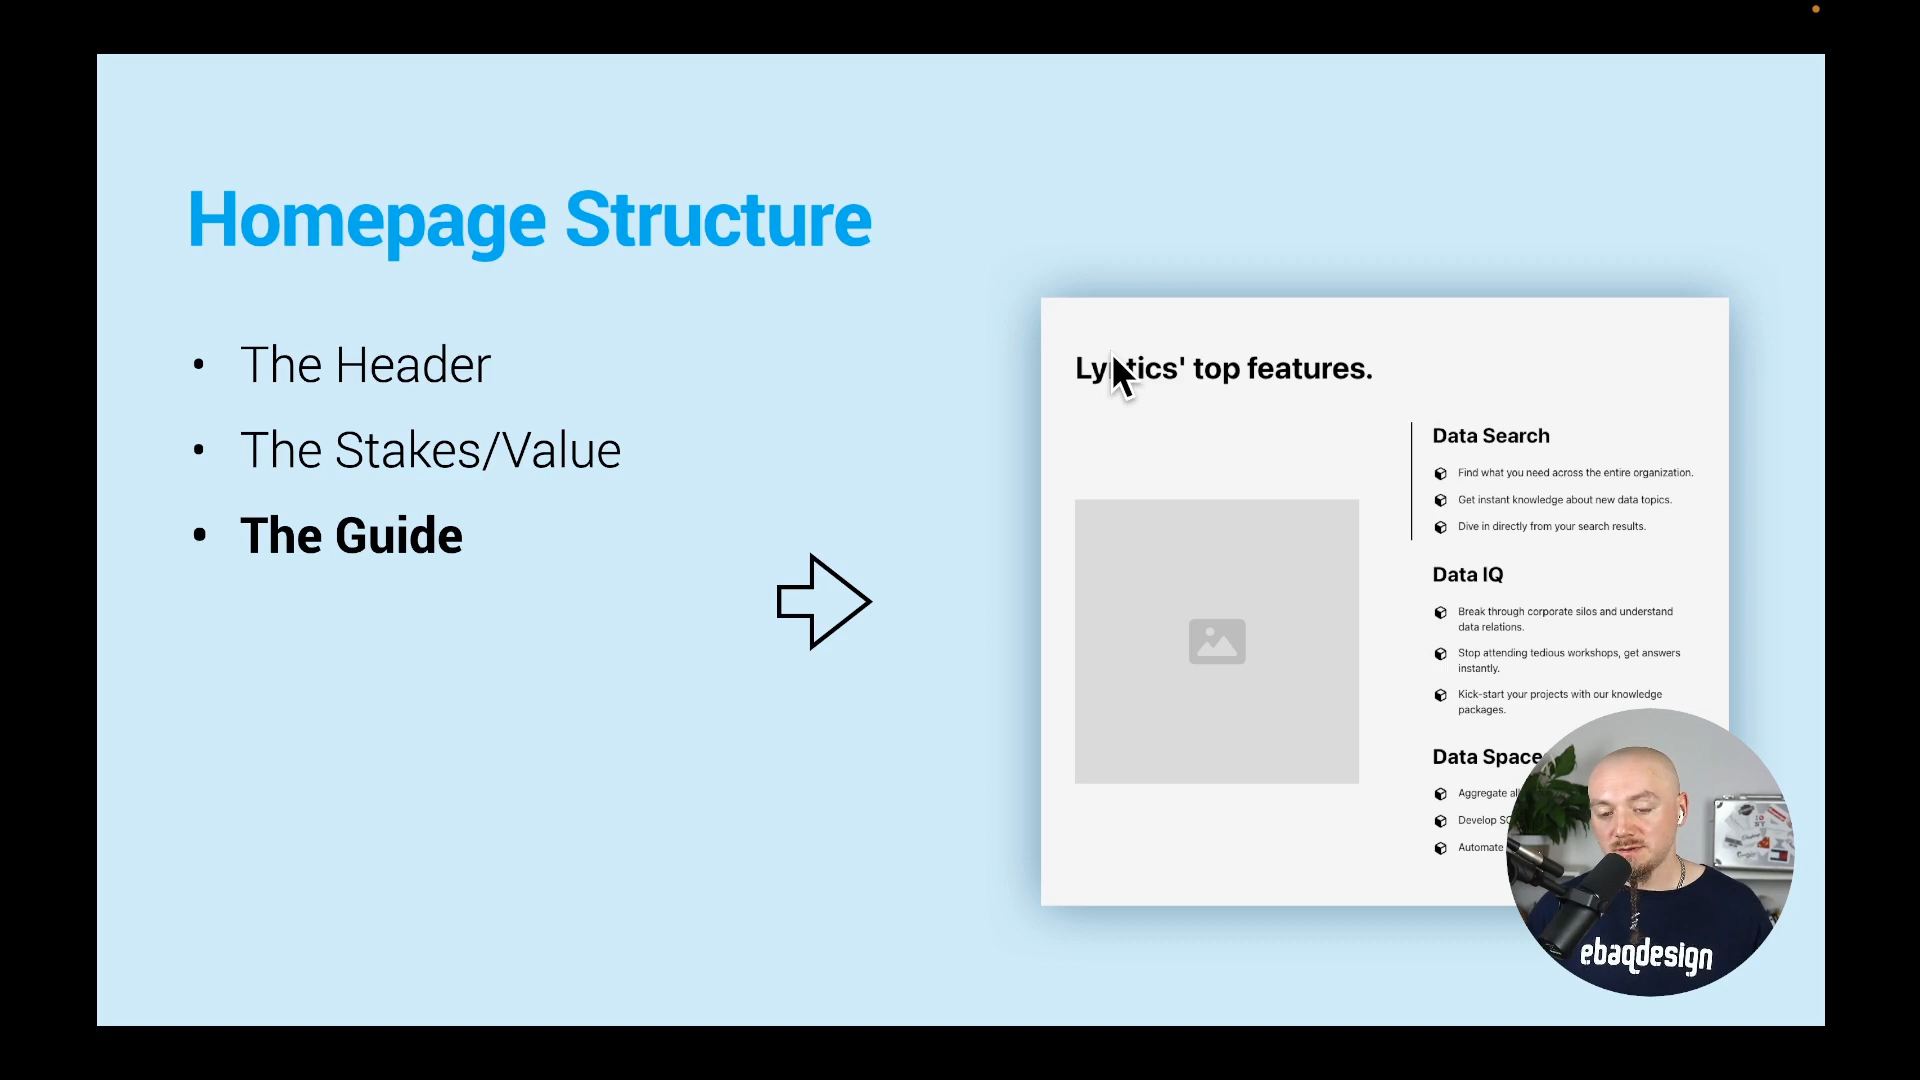 Homepage Structure
• The Header
• The Stakes/Value
• The Guide
top features.
Data Search
Find what you need across the entire organization.
Get instant knowledge about new data topics.
Dive in directly from your search results.
Data IQ
Break through corporate silos and understand
data relations.
Stop attending tedious workshops, get answers
instantly.
Kick-start your projects with our knowledge
packages.
Data Space
Aggregate
Develop
Automate
ebaqdesign